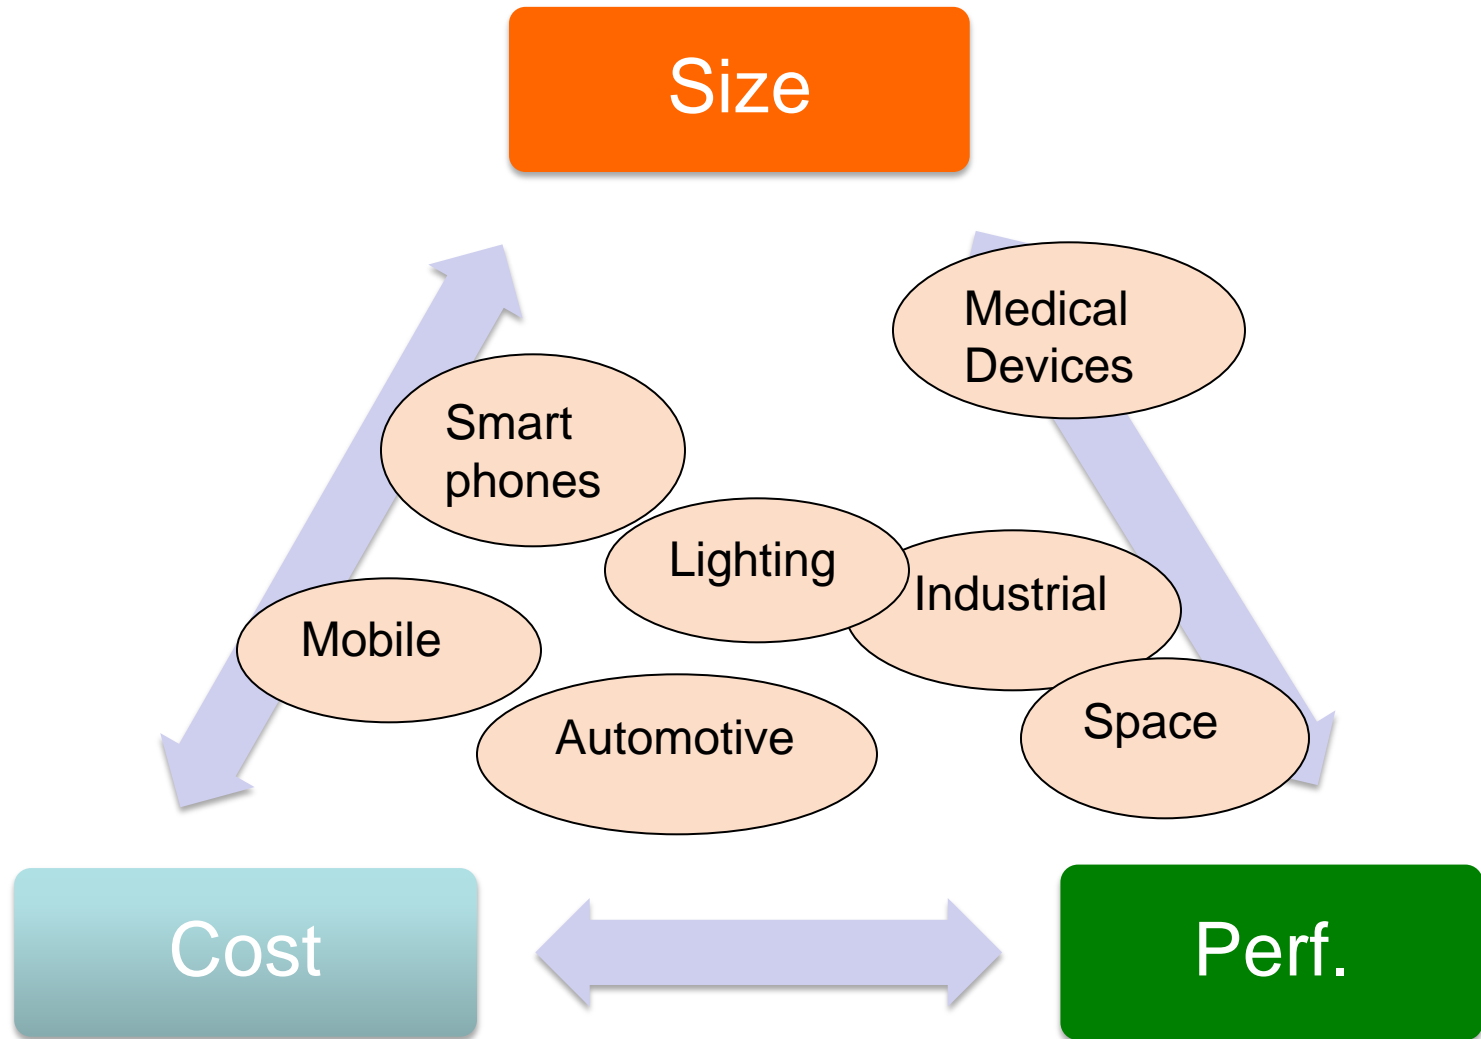 Size
Medical
Devices
Smart
phones
Lighting
Industrial
Mobile
Automotive
Space
Cost
Perf.